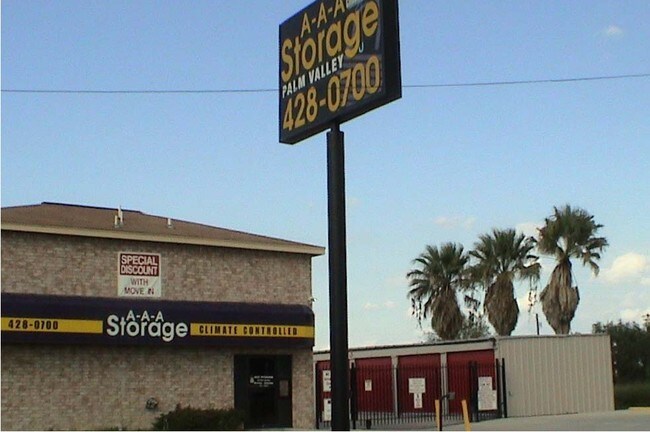 A-A-A
Storage
PALM VALLEY
428-0700
SPECIAL
DISCOUNT
WITH
MOVE IN
428-0700
A-A-A
Storage
CLIMATE CONTROLLED